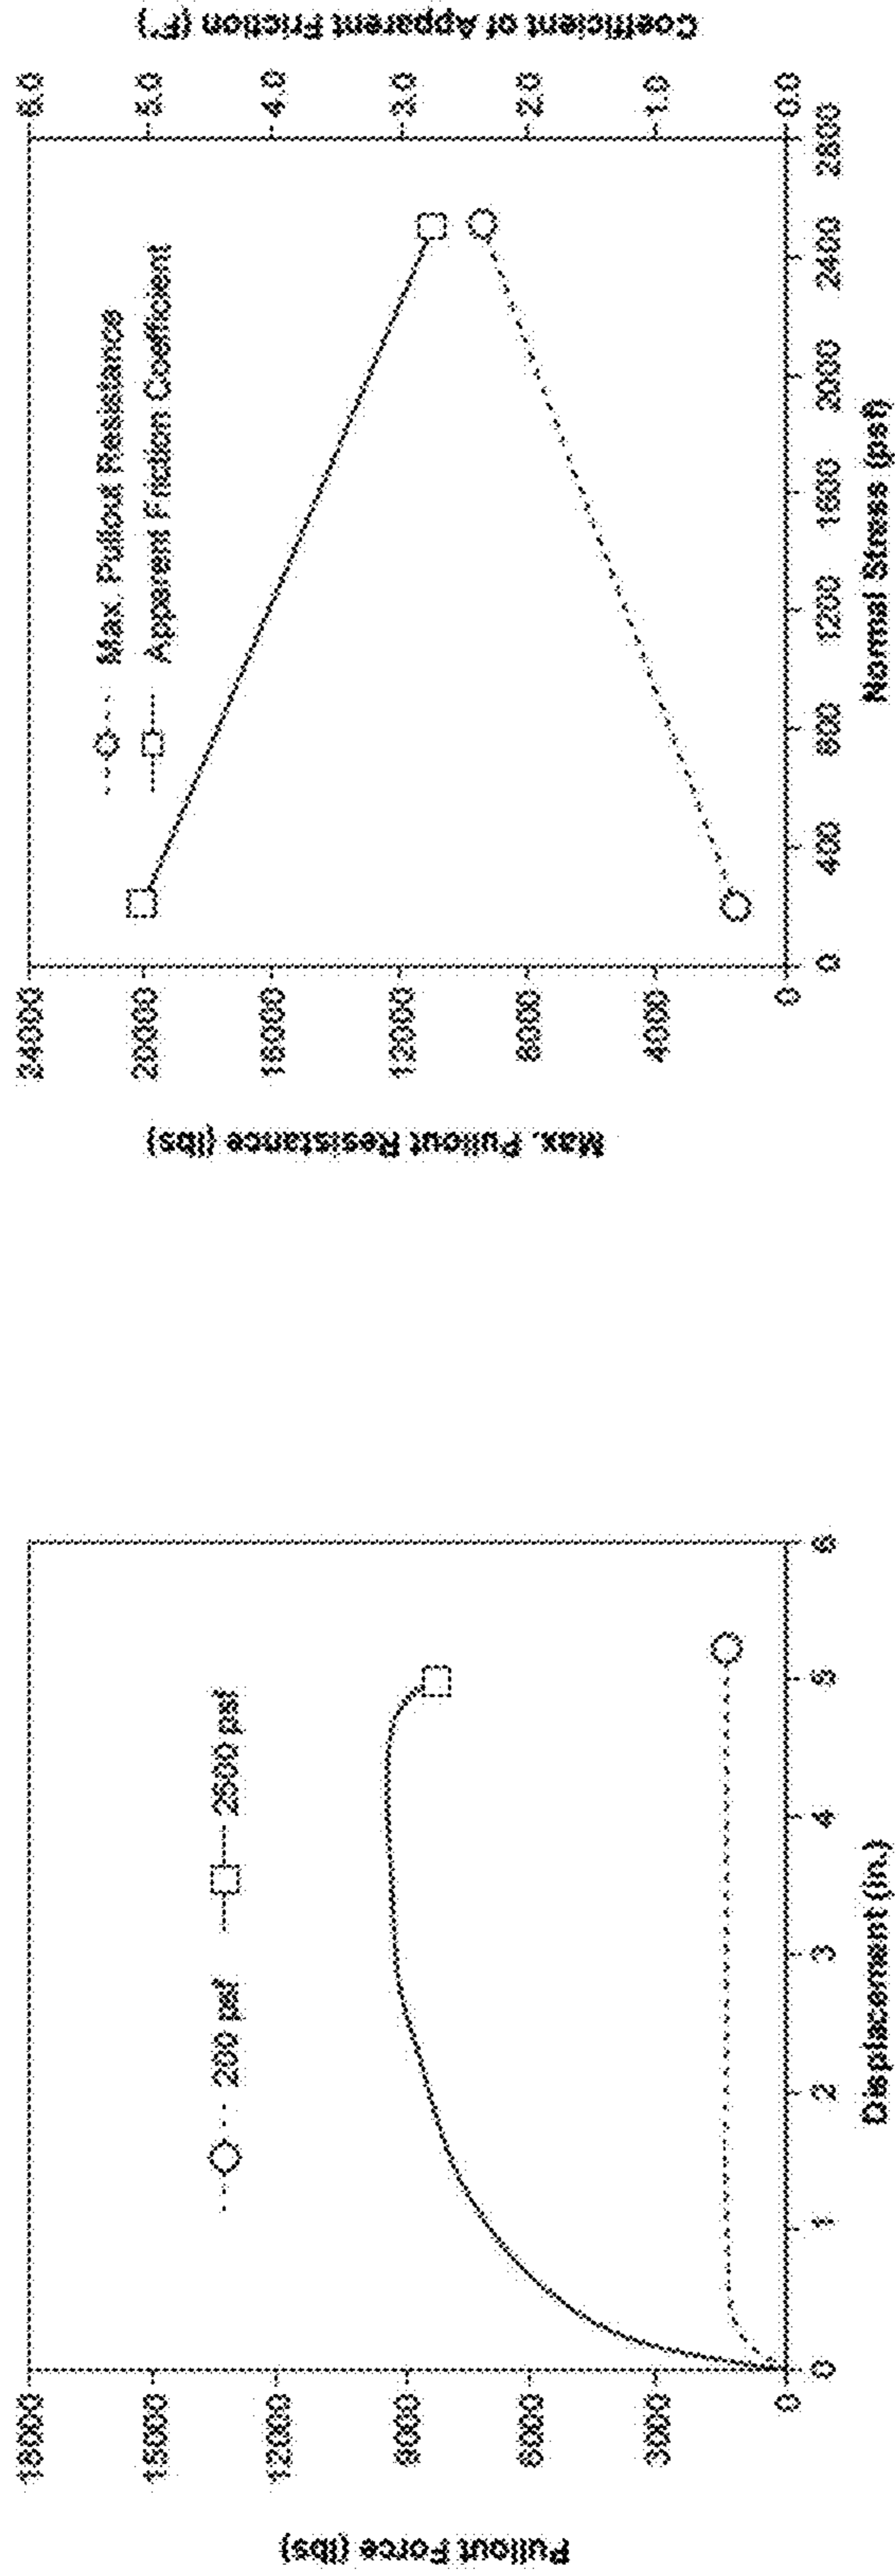 Pullout Force (lbs)
18000
15000
12000
9000
6000
3000
0
0 1 2 3 4 5 6
Displacement (in.)
200 psf
2500 psf
Max. Pullout Resistance (lbs)
24000
20000
16000
12000
8000
4000
0
0 400 800 1200 1600 2000 2400 2800
Normal Stress (psf)
Max. Pullout Resistance
Apparent Friction Coefficient
6.0
5.0
4.0
3.0
2.0
1.0
0.0
Coefficient of Apparent Friction (F*)